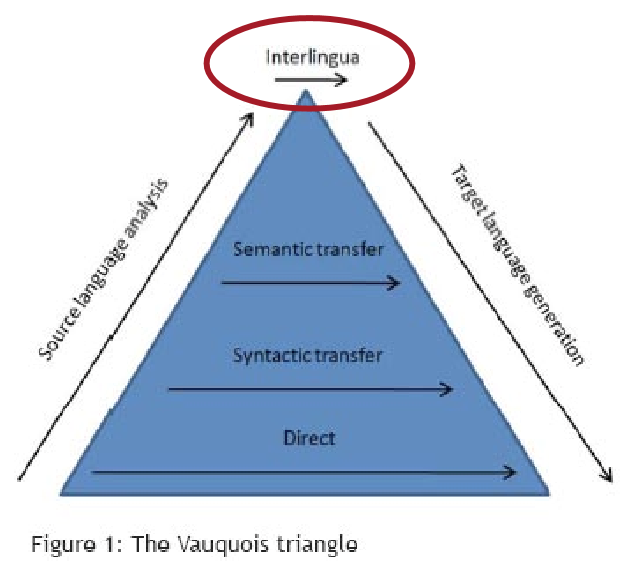 Interlingua
Source language analysis
Target language generation
Semantic transfer
Syntactic transfer
Direct
Figure 1: The Vauquois triangle